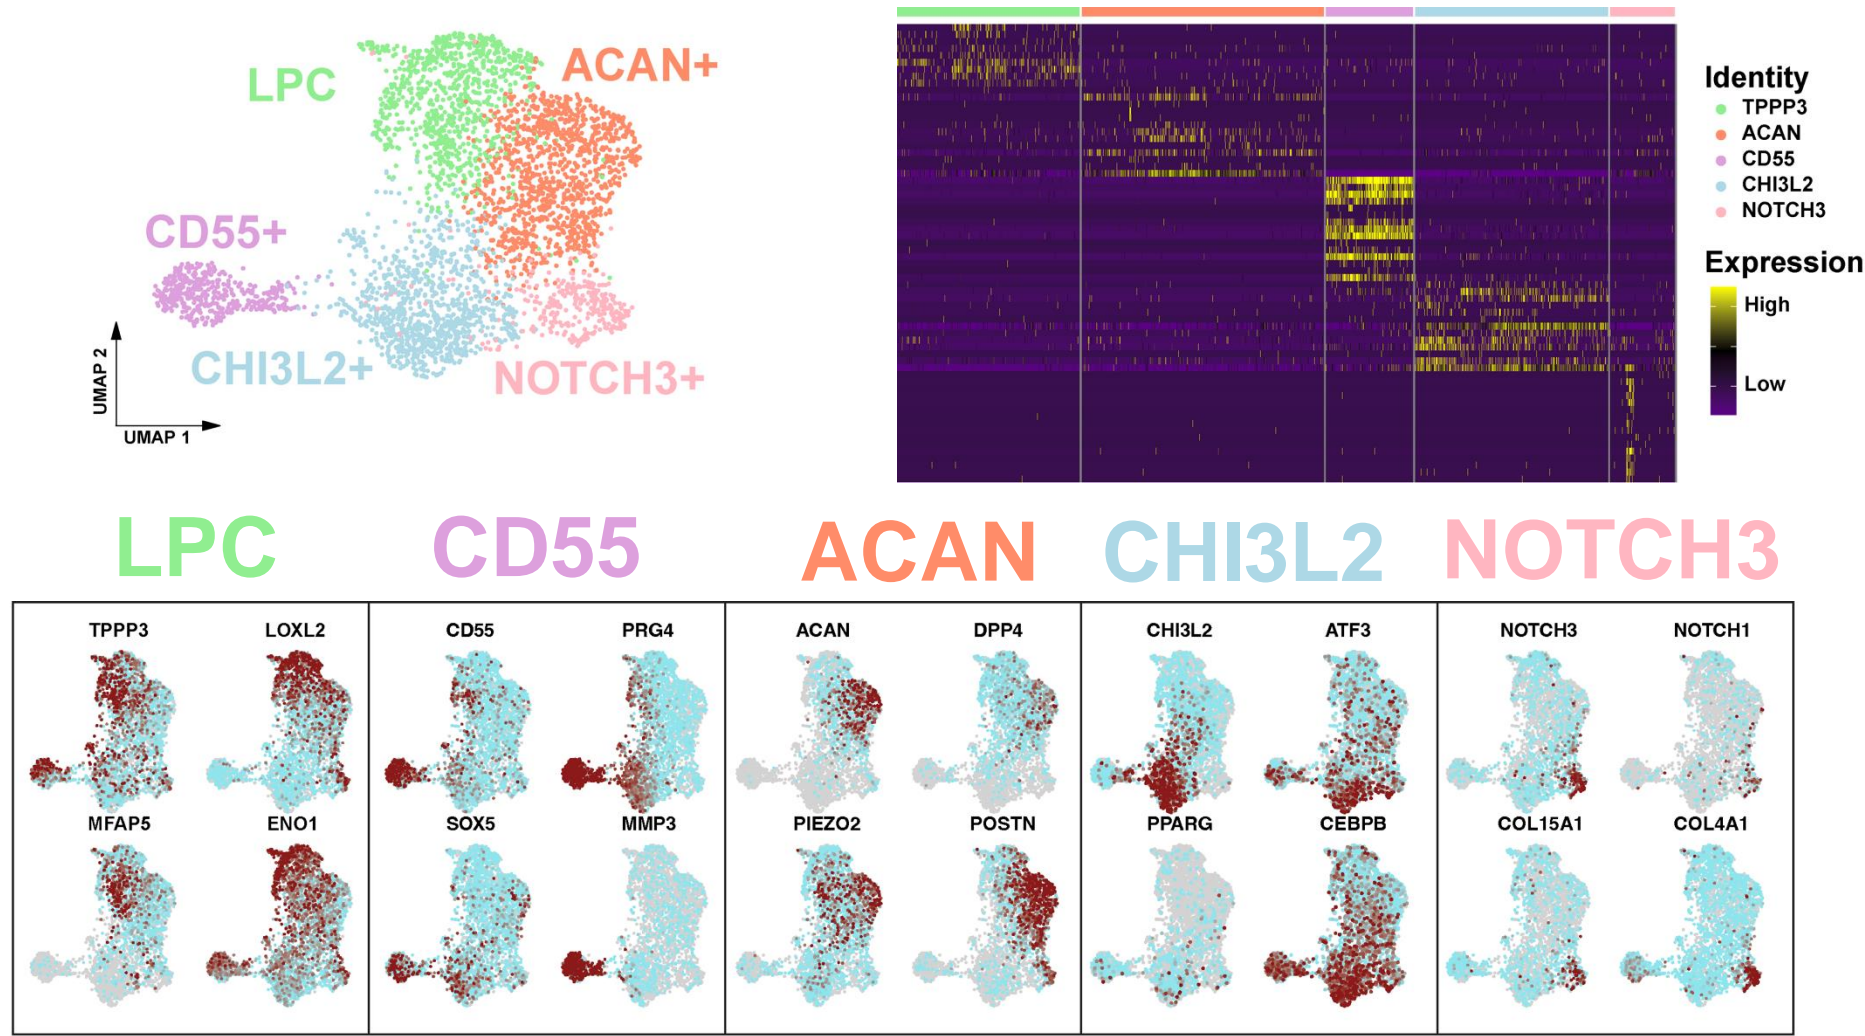 LPC
ACAN+
CD55+
CHI3L2+
NOTCH3+
UMAP 2
UMAP 1
Identity
TPPP3
ACAN
CD55
CHI3L2
NOTCH3
Expression
High
Low
LPC CD55 ACAN CHI3L2 NOTCH3
TPPP3 LOXL2 CD55 PRG4 ACAN DPP4 CHI3L2 ATF3 NOTCH3 NOTCH1
MFAP5 ENO1 SOX5 MMP3 PIEZO2 POSTN PPARG CEBPB COL15A1 COL4A1